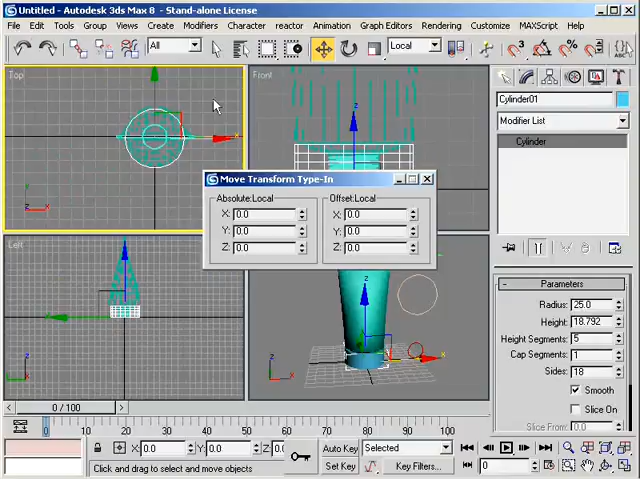 Untitled - Autodesk 3ds Max 8 - Stand-alone License
File Edit Tools Group Views Create Modifiers Character reactor Animation Graph Editors Rendering Customize MAXScript Help
All Local
Top Front
Cylinder01
Modifier List
Cylinder
Move Transform Type-In
Absolute:Local Offset:Local
X: 0.0 X: 0.0
Y: 0.0 Y: 0.0
Z: 0.0 Z: 0.0
Left
Parameters
Radius: 25.0
Height: 18.792
Height Segments: 5
Cap Segments: 1
Sides: 18
Smooth
Slice On
Slice From: 0.0
0 / 100
0 10 20 30 40 50 60 70 80 90 100
X: 0.0 Y: 0.0 Z: 0.0
Auto Key Selected
Click and drag to select and move objects
Set Key Key Filters... 0